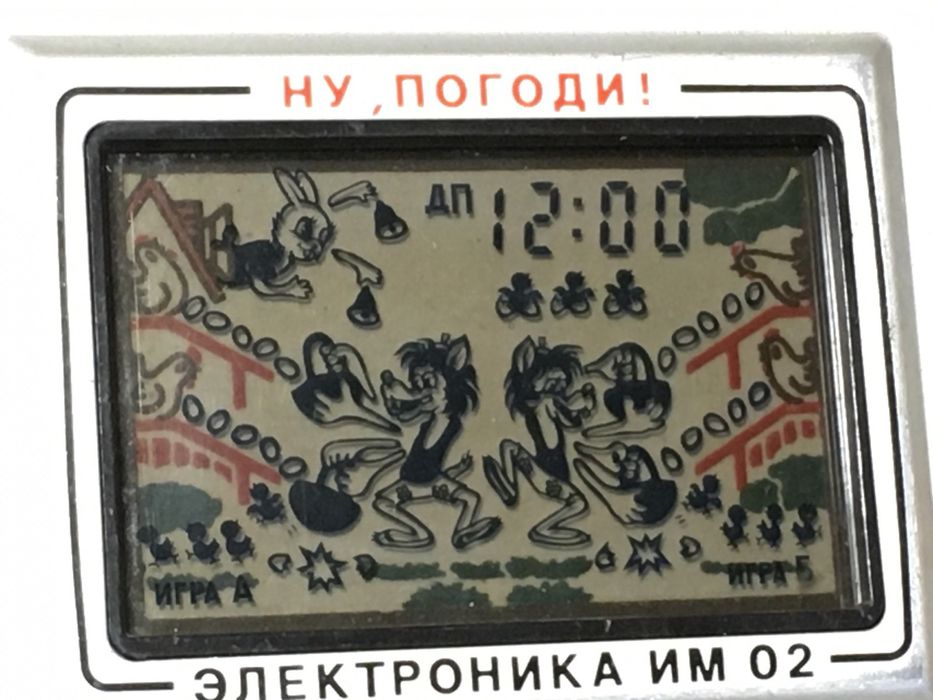 НУ, ПОГОДИ!
ДП 12:00
ИГРА А
ИГРА Б
ЭЛЕКТРОНИКА ИМ 02